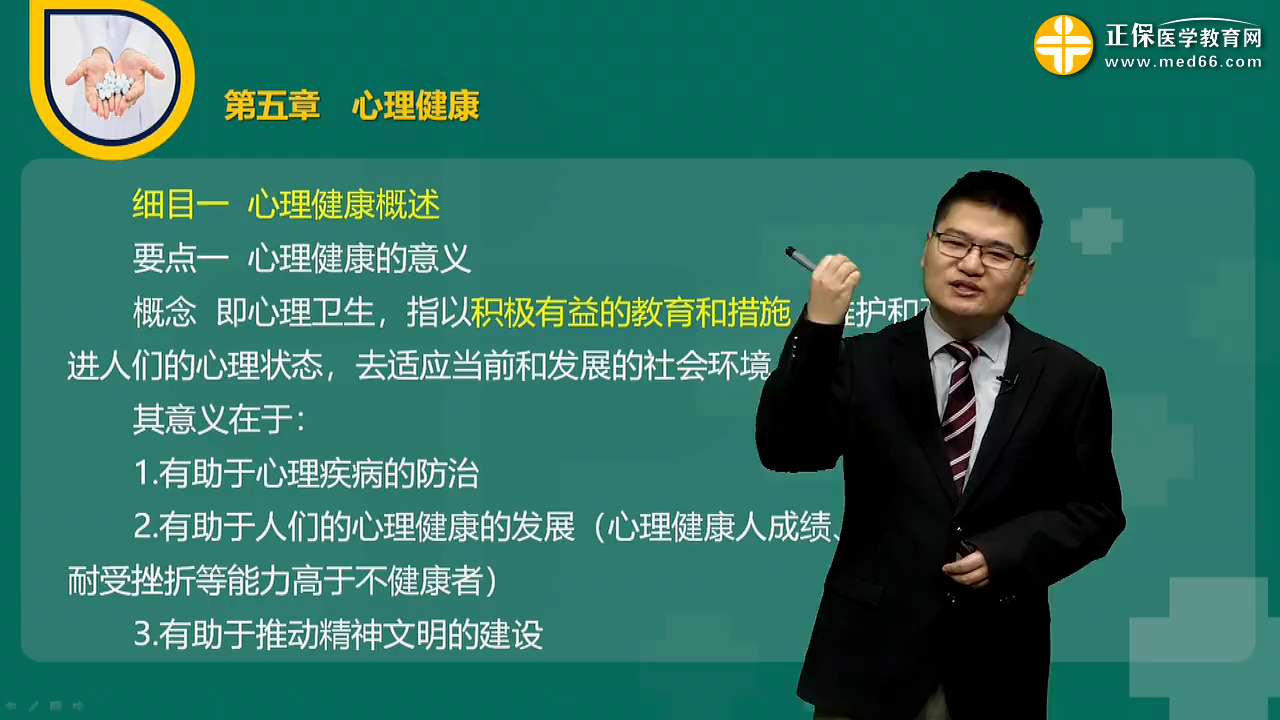 正保医学教育网
www.med66.com
第五章 心理健康
细目一 心理健康概述
要点一 心理健康的意义
概念 即心理卫生，指以积极有益的教育和措施 护和
进人们的心理状态，去适应当前和发展的社会环境
其意义在于：
1.有助于心理疾病的防治
2.有助于人们的心理健康的发展（心理健康人成绩、
耐受挫折等能力高于不健康者）
3.有助于推动精神文明的建设